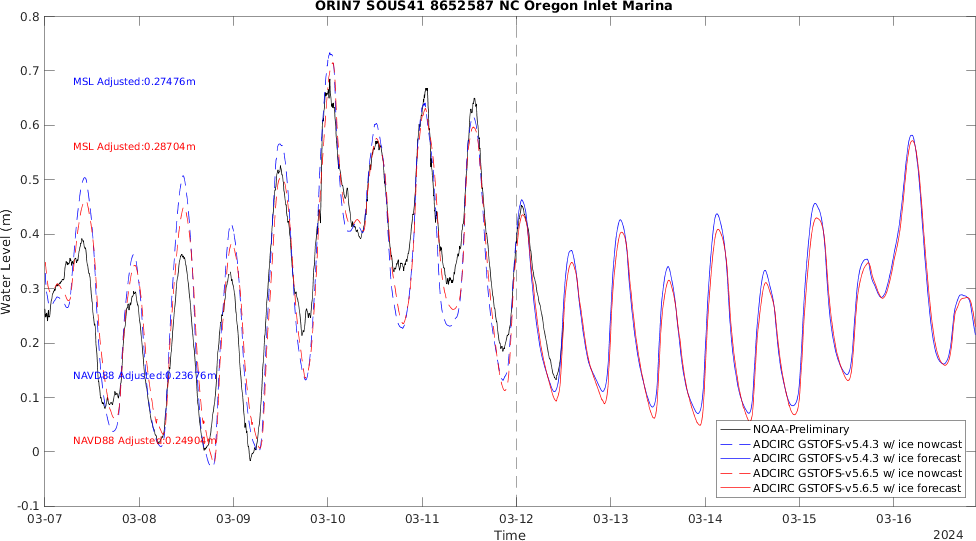 ORIN7 SOUS41 8652587 NC Oregon Inlet Marina
0.8
0.7
0.6
0.5
0.4
0.3
0.2
0.1
0
-0.1
Water Level (m)
MSL Adjusted:0.27476m
MSL Adjusted:0.28704m
NAVD88 Adjusted:0.23676m
NAVD88 Adjusted:0.24904m
NOAA-Preliminary
ADCIRC GSTOFS-v5.4.3 w/ ice nowcast
ADCIRC GSTOFS-v5.4.3 w/ ice forecast
ADCIRC GSTOFS-v5.6.5 w/ ice nowcast
ADCIRC GSTOFS-v5.6.5 w/ ice forecast
03-07 03-08 03-09 03-10 03-11 03-12 03-13 03-14 03-15 03-16
Time
2024